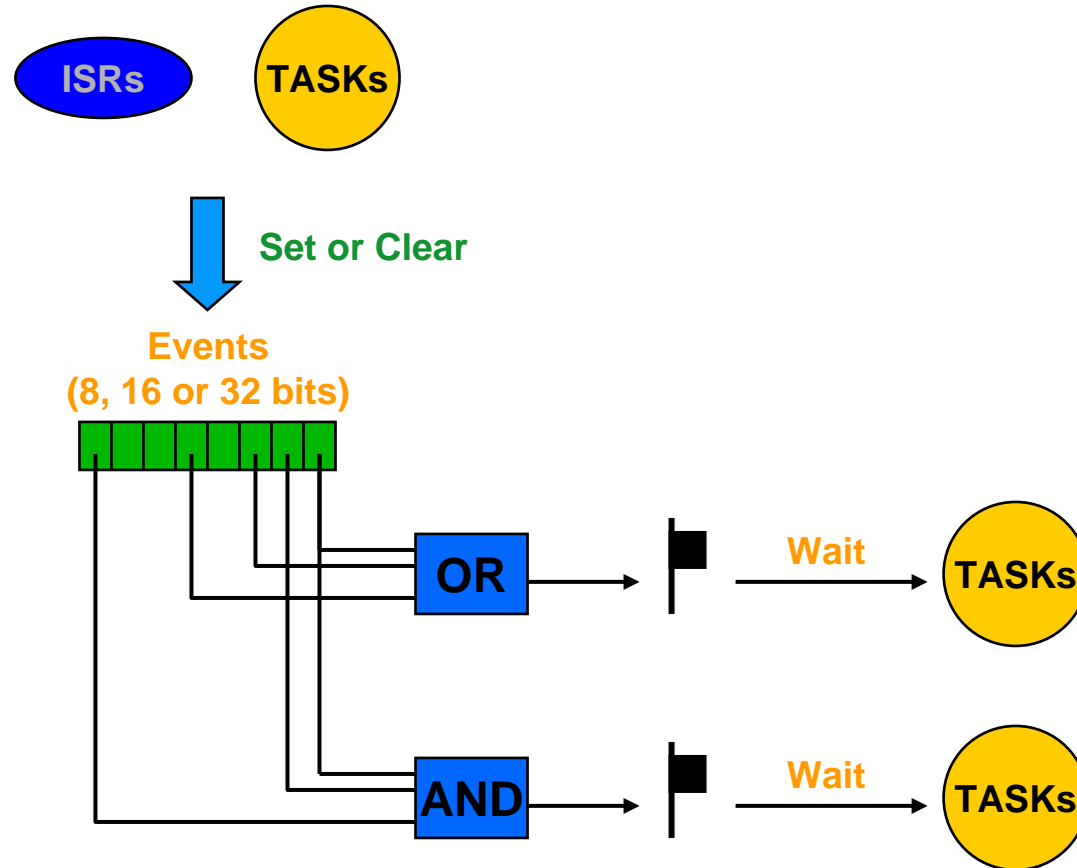 ISRs
TASKs
Set or Clear
Events
(8, 16 or 32 bits)
OR
Wait
TASKs
AND
Wait
TASKs